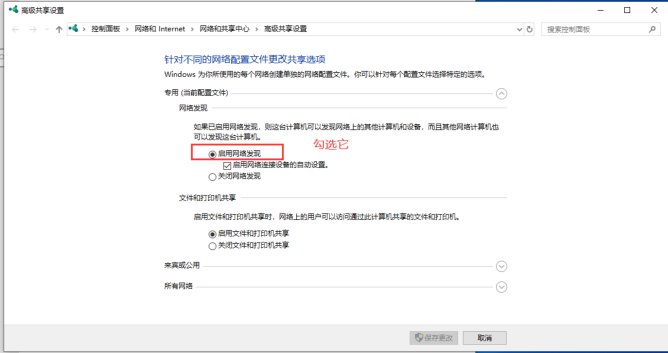 高级共享设置
控制面板 › 网络和 Internet › 网络和共享中心 › 高级共享设置
搜索控制面板
针对不同的网络配置文件更改共享选项
Windows 为你所使用的每个网络创建单独的网络配置文件。你可以针对每个配置文件选择特定的选项。
专用 (当前配置文件)
网络发现
如果已启用网络发现，则这台计算机可以发现网络上的其他计算机和设备，而且其他网络计算机也
可以发现这台计算机。
勾选它
启用网络发现
启用网络连接设备的自动设置。
关闭网络发现
文件和打印机共享
启用文件和打印机共享时，网络上的用户可以访问通过此计算机共享的文件和打印机。
启用文件和打印机共享
关闭文件和打印机共享
来宾或公用
所有网络
保存更改
取消